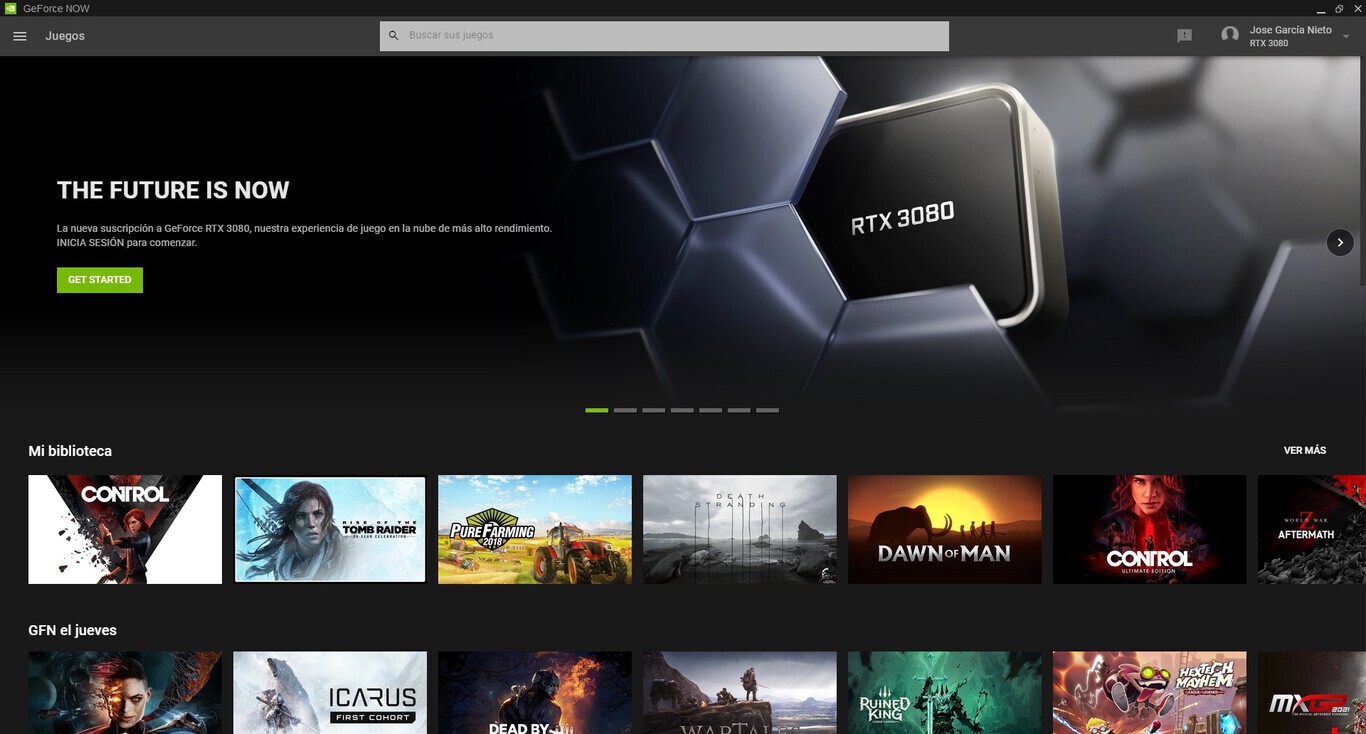 GeForce NOW
Juegos
Buscar sus juegos
Jose García Nieto
RTX 3080
THE FUTURE IS NOW
La nueva suscripción a GeForce RTX 3080, nuestra experiencia de juego en la nube de más alto rendimiento.
INICIA SESIÓN para comenzar.
GET STARTED
RTX 3080
Mi biblioteca
VER MÁS
CONTROL
RISE OF THE
TOMB RAIDER
20 YEAR CELEBRATION
PURE FARMING
2018
DEATH
STRANDING
DAWN OF MAN
CONTROL
ULTIMATE EDITION
WORLD WAR
Z
AFTERMATH
GFN el jueves
ICARUS
FIRST COHORT
DEAD BY
WARTALES
RUINED
KING
HEXTECH
MAYHEM
MXGP 2021